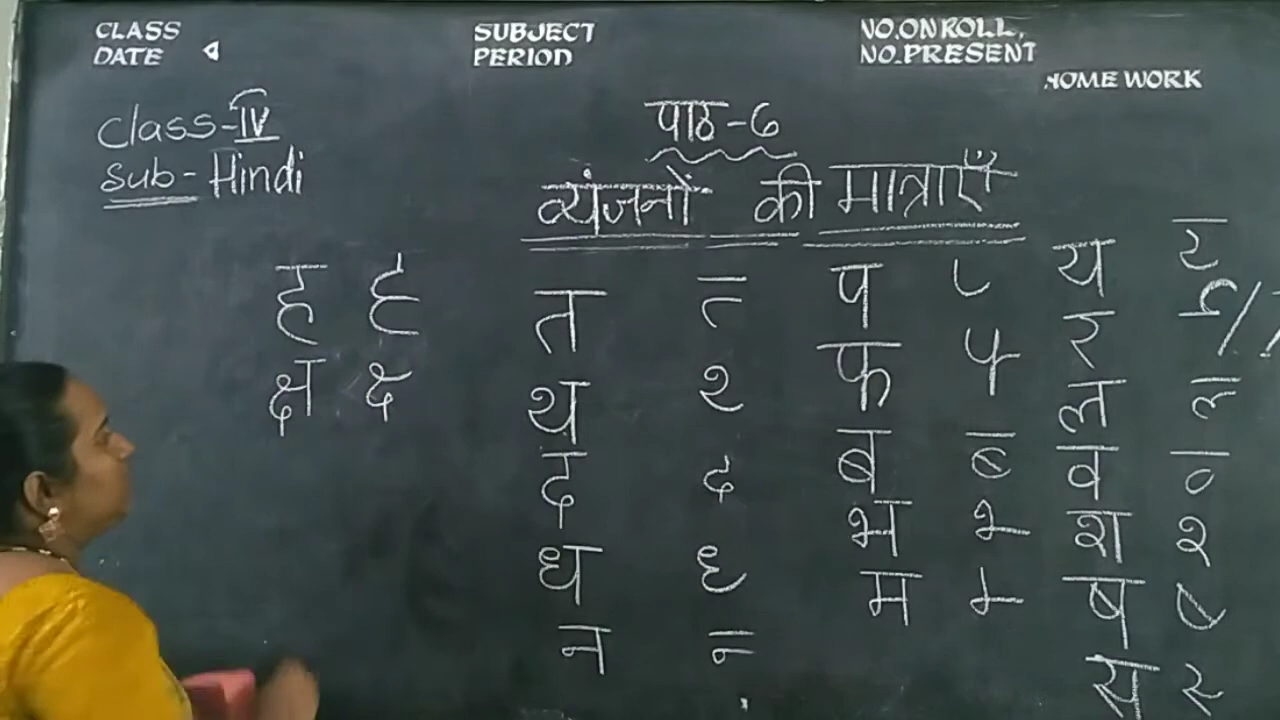 CLASS SUBJECT NO.ON ROLL.
DATE PERIOD NO.PRESENT
HOME WORK
Class-IV
Sub-Hindi
पाठ-6
व्यंजनों की मात्राएँ
ह
क्ष क्ष्
त त्
थ थ्
द
ध ध्
न न्
प प्
फ फ्
ब ब्
भ भ्
म म्
य य्
र
ल ल्
व व्
श श्
ष ष्
स स्